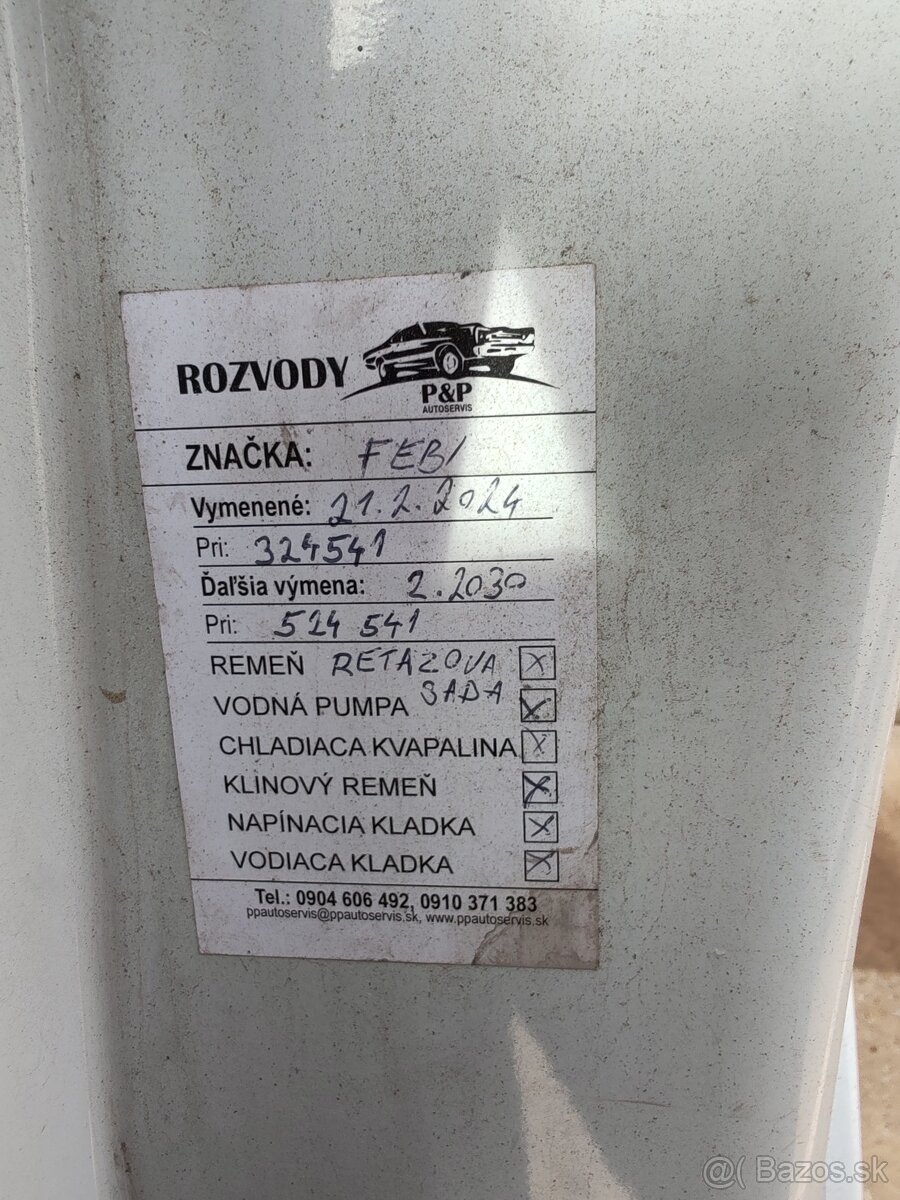 ROZVODY
P&P
AUTOSERVIS
ZNAČKA: FEBI
Vymenené: 21.2.2024
Pri: 324541
Ďaľšia výmena: 2.2030
Pri: 524 541
REMEŇ RETAZOVA
SADA
VODNÁ PUMPA
CHLADIACA KVAPALINA
KLINOVÝ REMEŇ
NAPÍNACIA KLADKA
VODIACA KLADKA
Tel.: 0904 606 492, 0910 371 383
ppautoservis@ppautoservis.sk, www.ppautoservis.sk
@( Bazos.sk